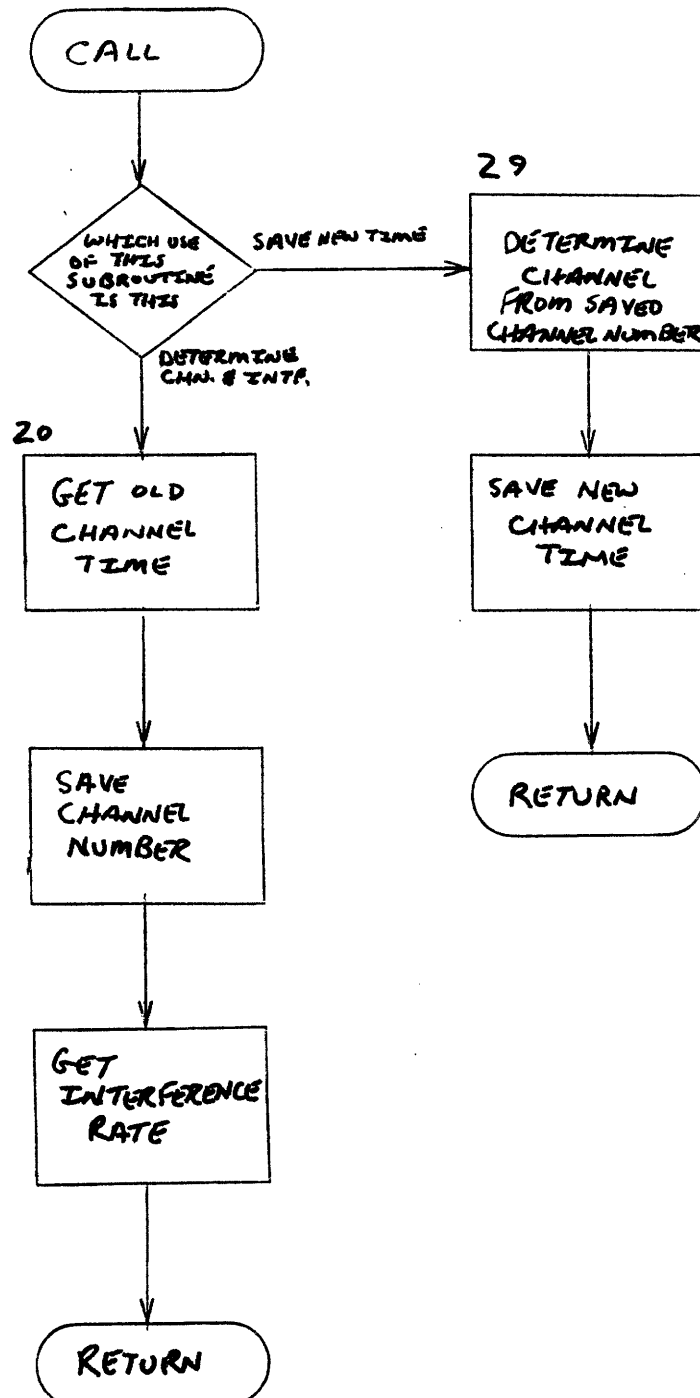 CALL
WHICH USE
OF THIS
SUBROUTINE
IS THIS
SAVE NEW TIME
DETERMINE
CHN. & INTF.
20
GET OLD
CHANNEL
TIME
SAVE
CHANNEL
NUMBER
GET
INTERFERENCE
RATE
RETURN
29
DETERMINE
CHANNEL
FROM SAVED
CHANNEL NUMBER
SAVE NEW
CHANNEL
TIME
RETURN